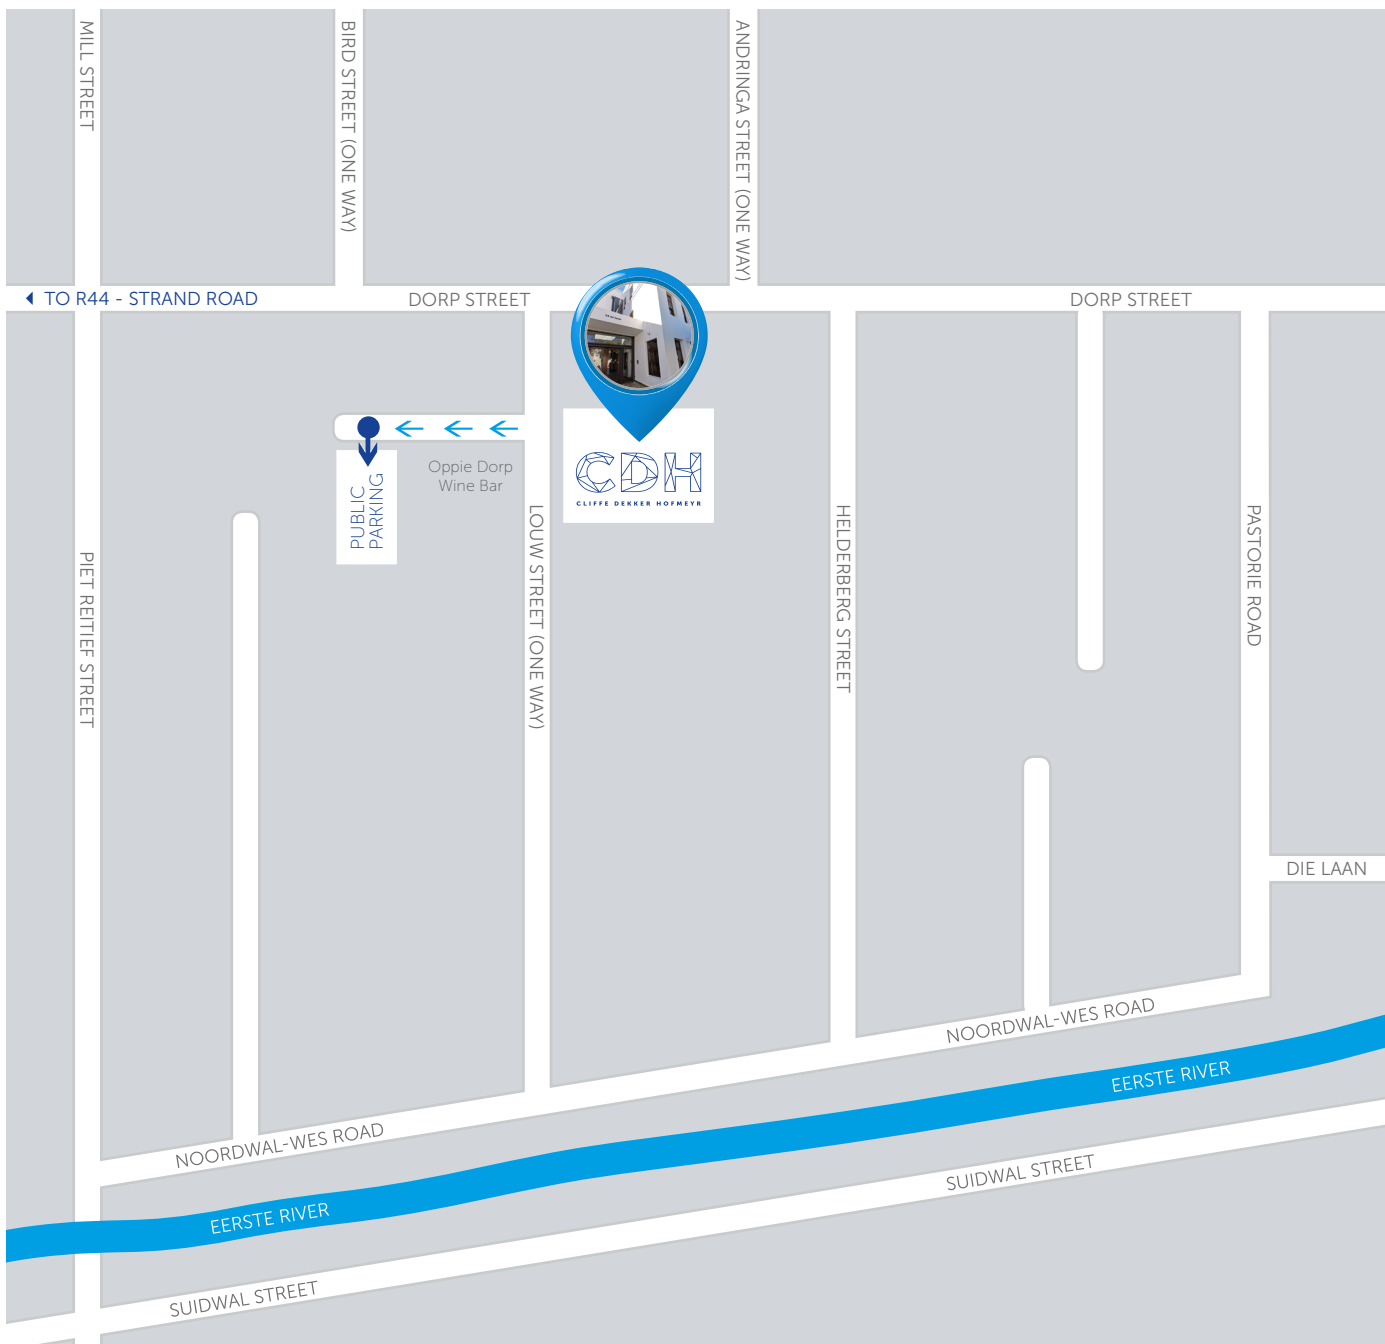 MILL STREET
BIRD STREET (ONE WAY)
ANDRINGA STREET (ONE WAY)
TO R44 - STRAND ROAD
DORP STREET
DORP STREET
Oppie Dorp
Wine Bar
PUBLIC
PARKING
CDH
CLIFFE DEKKER HOFMEYR
PIET REITIEF STREET
LOUW STREET (ONE WAY)
HELDERBERG STREET
PASTORIE ROAD
DIE LAAN
NOORDWAL-WES ROAD
EERSTE RIVER
NOORDWAL-WES ROAD
SUIDWAL STREET
EERSTE RIVER
SUIDWAL STREET